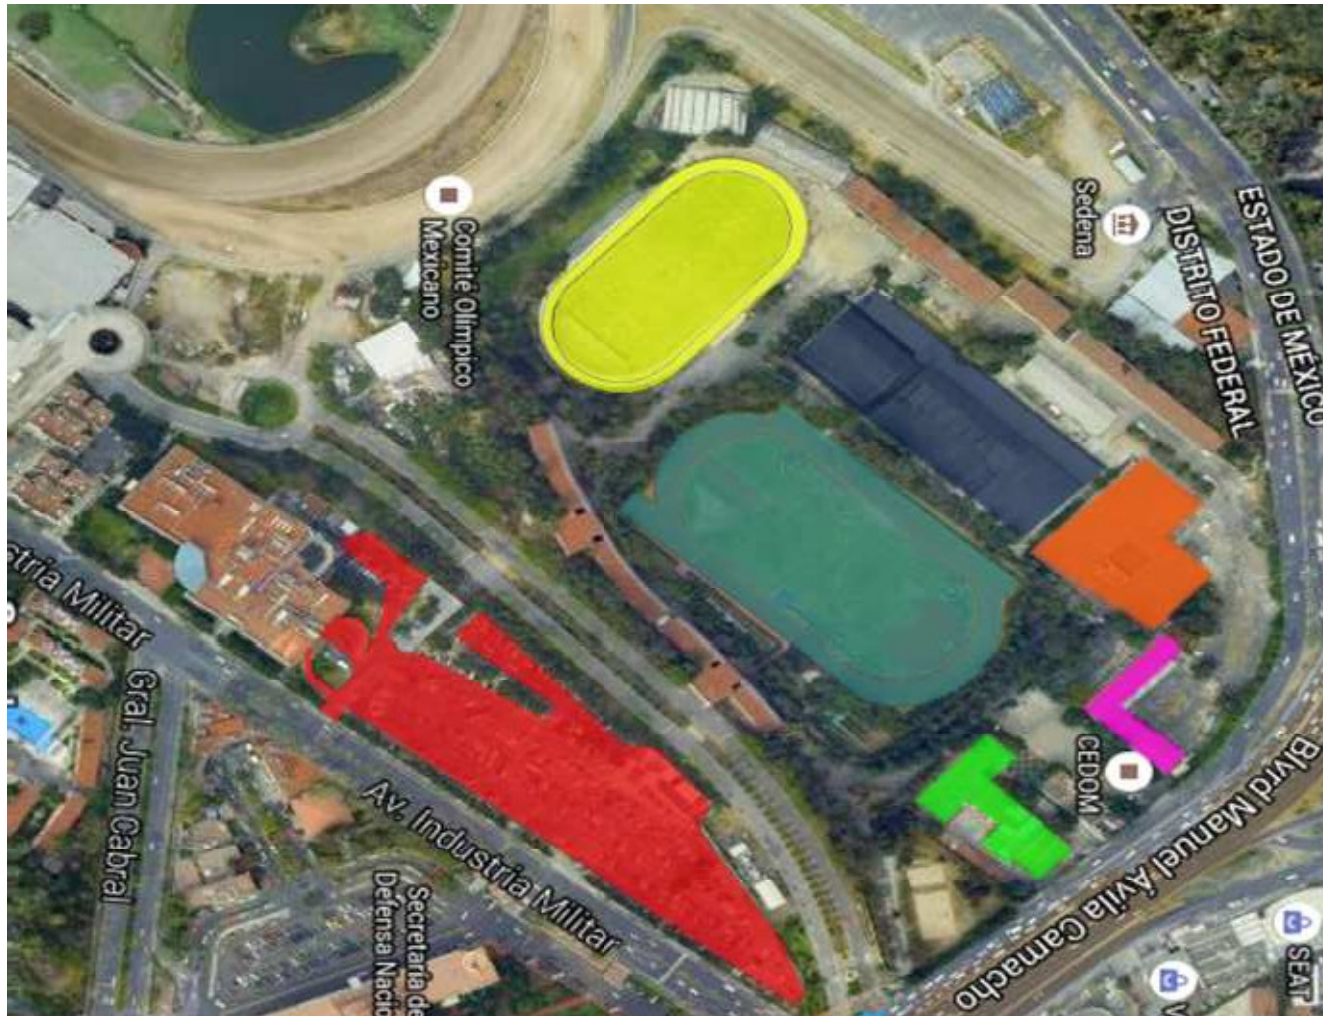 ESTADO DE MÉXICO
DISTRITO FEDERAL
Sedena
Comité Olímpico
Mexicano
stria Militar
Gral. Juan Cabral
Av. Industria Militar
Secretaría de
Defensa Nacio
CEDOM
Blvrd Manuel Ávila Camacho
SEAT